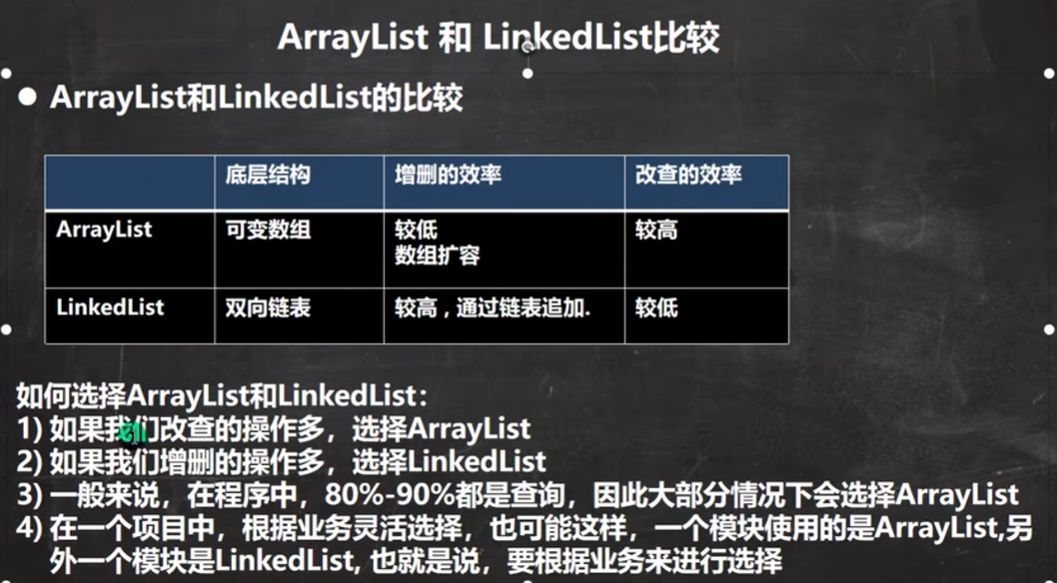 ArrayList 和 LinkedList比较
ArrayList和LinkedList的比较
底层结构 增删的效率 改查的效率
ArrayList 可变数组 较低 较高
数组扩容
LinkedList 双向链表 较高，通过链表追加. 较低
如何选择ArrayList和LinkedList：
1) 如果我们改查的操作多，选择ArrayList
2) 如果我们增删的操作多，选择LinkedList
3) 一般来说，在程序中，80%-90%都是查询，因此大部分情况下会选择ArrayList
4) 在一个项目中，根据业务灵活选择，也可能这样，一个模块使用的是ArrayList,另
外一个模块是LinkedList, 也就是说，要根据业务来进行选择